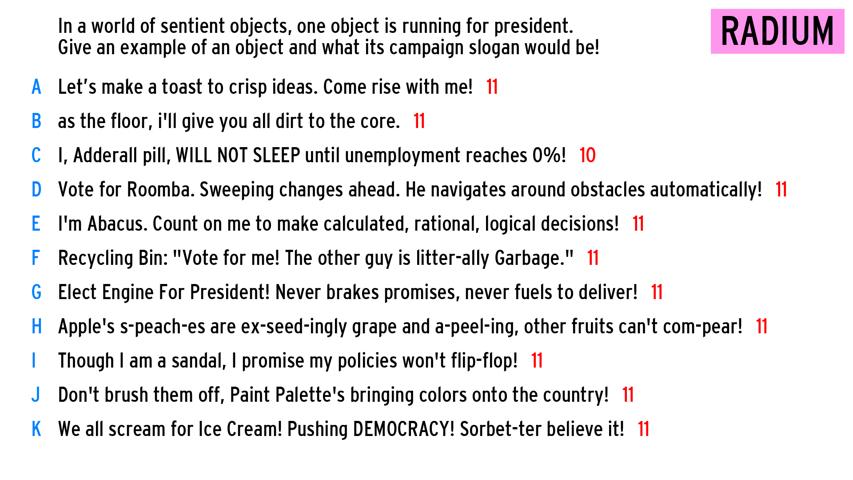 In a world of sentient objects, one object is running for president.
Give an example of an object and what its campaign slogan would be!
RADIUM
A Let's make a toast to crisp ideas. Come rise with me! 11
B as the floor, i'll give you all dirt to the core. 11
C I, Adderall pill, WILL NOT SLEEP until unemployment reaches 0%! 10
D Vote for Roomba. Sweeping changes ahead. He navigates around obstacles automatically! 11
E I'm Abacus. Count on me to make calculated, rational, logical decisions! 11
F Recycling Bin: "Vote for me! The other guy is litter-ally Garbage." 11
G Elect Engine For President! Never brakes promises, never fuels to deliver! 11
H Apple's s-peach-es are ex-seed-ingly grape and a-peel-ing, other fruits can't com-pear! 11
I Though I am a sandal, I promise my policies won't flip-flop! 11
J Don't brush them off, Paint Palette's bringing colors onto the country! 11
K We all scream for Ice Cream! Pushing DEMOCRACY! Sorbet-ter believe it! 11